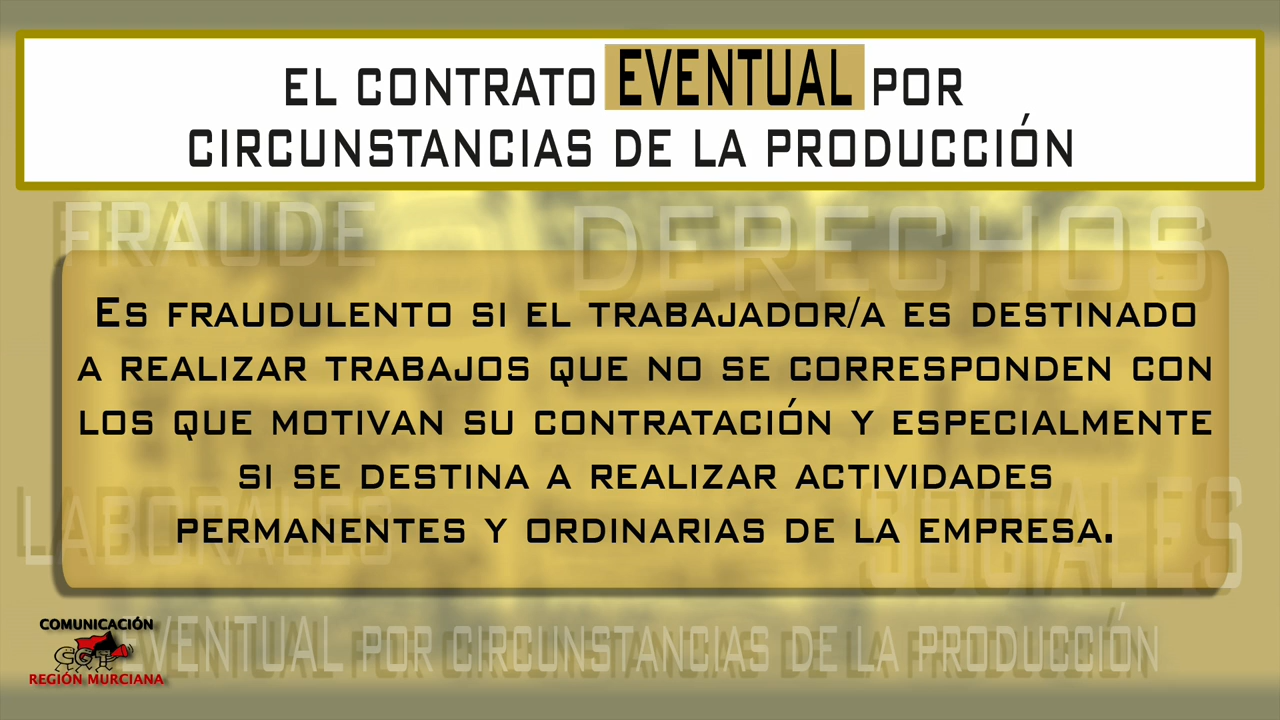 EL CONTRATO EVENTUAL POR
CIRCUNSTANCIAS DE LA PRODUCCIÓN
FRAUDE
DERECHOS
ES FRAUDULENTO SI EL TRABAJADOR/A ES DESTINADO
A REALIZAR TRABAJOS QUE NO SE CORRESPONDEN CON
LOS QUE MOTIVAN SU CONTRATACIÓN Y ESPECIALMENTE
SI SE DESTINA A REALIZAR ACTIVIDADES
PERMANENTES Y ORDINARIAS DE LA EMPRESA.
LABORALES
SOCIALES
EVENTUAL POR CIRCUNSTANCIAS DE LA PRODUCCIÓN
COMUNICACIÓN
CGT
REGIÓN MURCIANA